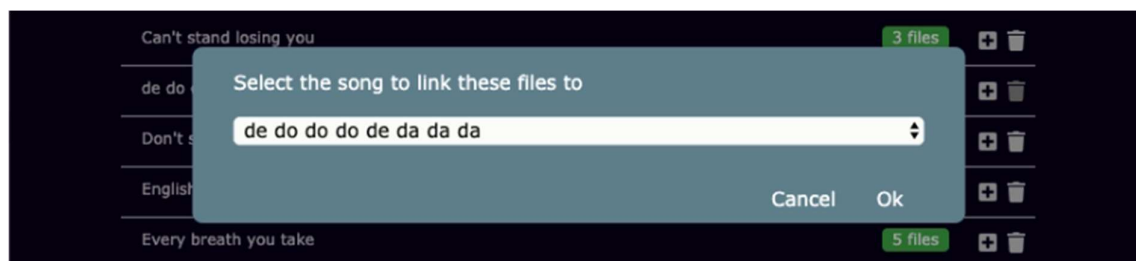 Can't stand losing you 3 files
Select the song to link these files to
de do
de do do do de da da da
Don't s
English
Cancel Ok
Every breath you take 5 files